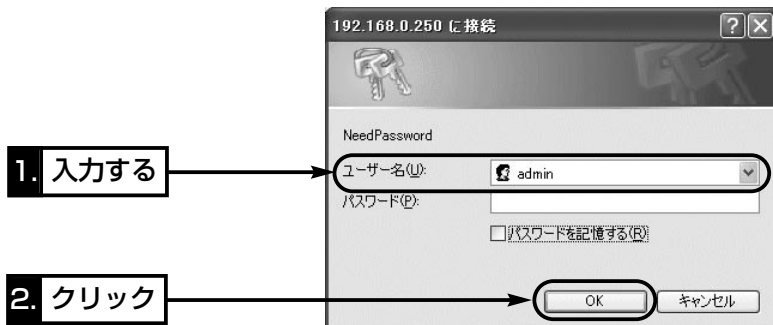 192.168.0.250 に接続
NeedPassword
1. 入力する
ユーザー名(U):
admin
パスワード(P):
パスワードを記憶する(R)
2. クリック
OK
キャンセル